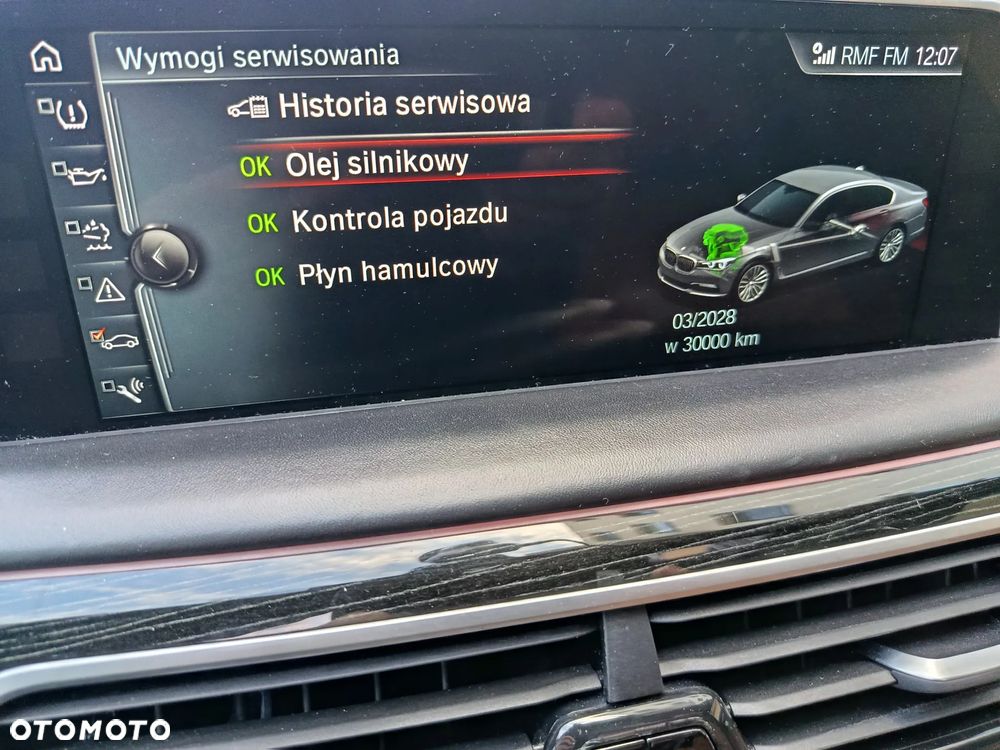 Wymogi serwisowania
RMF FM 12:07
Historia serwisowa
OK Olej silnikowy
OK Kontrola pojazdu
OK Płyn hamulcowy
03/2028
w 30000 km
OTOMOTO